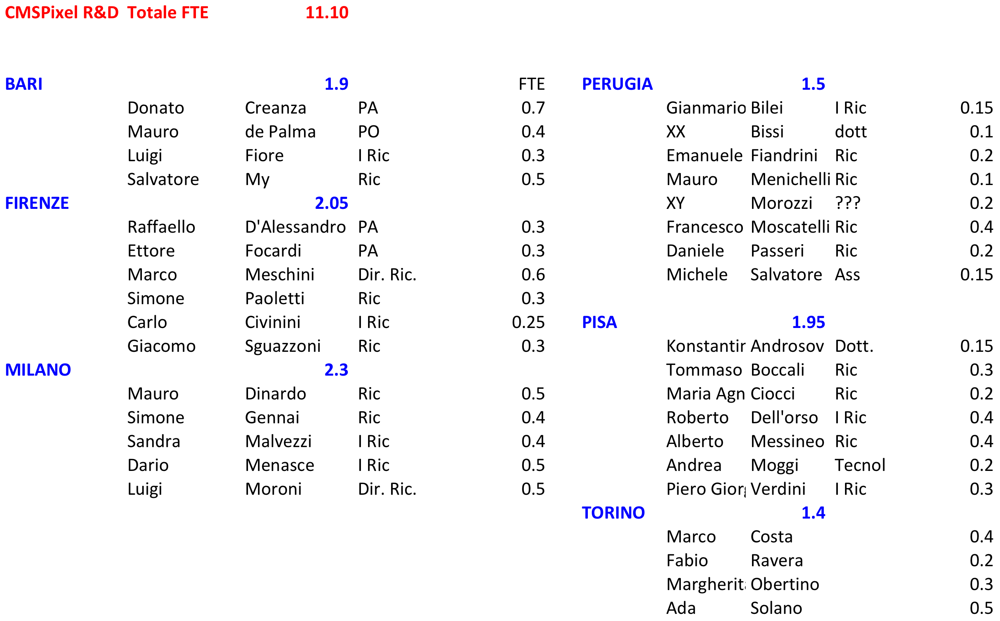 CMSPixel R&D Totale FTE 11.10
BARI 1.9 FTE
Donato Creanza PA 0.7
Mauro de Palma PO 0.4
Luigi Fiore I Ric 0.3
Salvatore My Ric 0.5
FIRENZE 2.05
Raffaello D'Alessandro PA 0.3
Ettore Focardi PA 0.3
Marco Meschini Dir. Ric. 0.6
Simone Paoletti Ric 0.3
Carlo Civinini I Ric 0.25
Giacomo Sguazzoni Ric 0.3
MILANO 2.3
Mauro Dinardo Ric 0.5
Simone Gennai Ric 0.4
Sandra Malvezzi I Ric 0.4
Dario Menasce I Ric 0.5
Luigi Moroni Dir. Ric. 0.5
PERUGIA 1.5
Gianmario Bilei I Ric 0.15
XX Bissi dott 0.1
Emanuele Fiandrini Ric 0.2
Mauro Menichelli Ric 0.1
XY Morozzi ??? 0.2
Francesco Moscatelli Ric 0.4
Daniele Passeri Ric 0.2
Michele Salvatore Ass 0.15
PISA 1.95
Konstantin Androsov Dott. 0.15
Tommaso Boccali Ric 0.3
Maria Agn Ciocci Ric 0.2
Roberto Dell'orso I Ric 0.4
Alberto Messineo Ric 0.4
Andrea Moggi Tecnol 0.2
Piero Giorg Verdini I Ric 0.3
TORINO 1.4
Marco Costa 0.4
Fabio Ravera 0.2
Margherita Obertino 0.3
Ada Solano 0.5